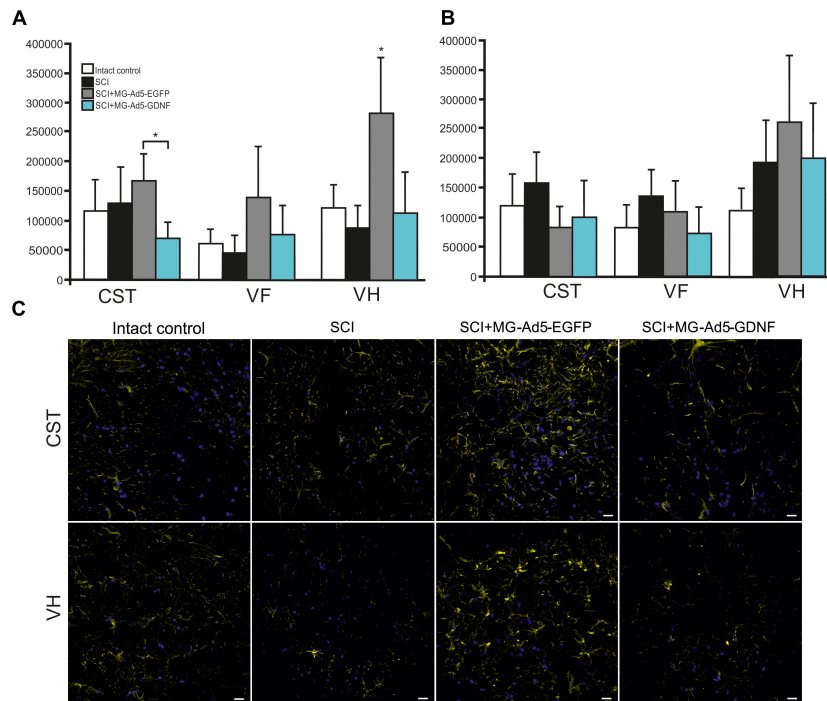 A
400000
350000
300000
250000
200000
150000
100000
50000
0
Intact control
SCI
SCI+MG-Ad5-EGFP
SCI+MG-Ad5-GDNF
*
*
CST
VF
VH
B
400000
350000
300000
250000
200000
150000
100000
50000
0
CST
VF
VH
C
Intact control
SCI
SCI+MG-Ad5-EGFP
SCI+MG-Ad5-GDNF
CST
VH